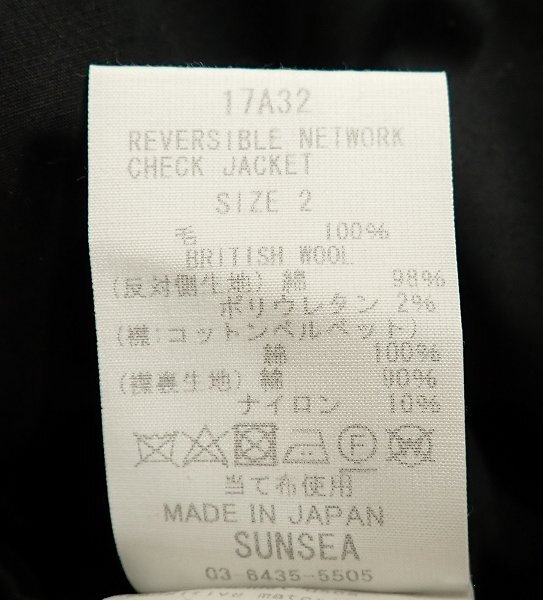 17A32
REVERSIBLE NETWORK
CHECK JACKET
SIZE 2
毛 100%
BRITISH WOOL
(反対側生地) 綿 98%
ポリウレタン 2%
(襟:コットンベルベット)
綿 100%
(襟裏生地) 綿 90%
ナイロン 10%
F W
当て布使用
MADE IN JAPAN
SUNSEA
03 6435-5505